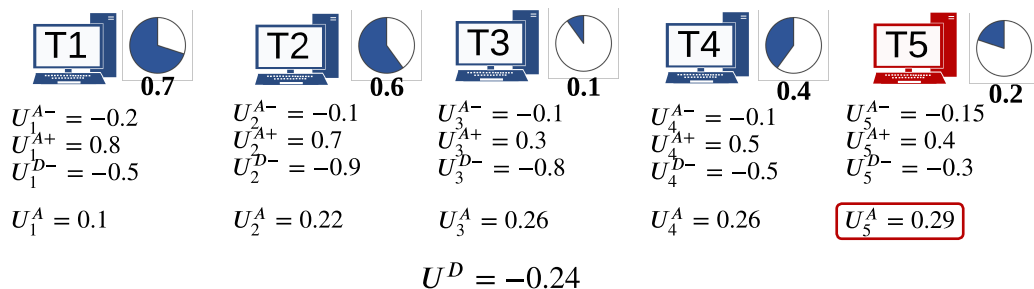 T1 T2 T3 T4 T5
0.7 0.6 0.1 0.4 0.2
U_1^{A-} = -0.2 U_2^{A-} = -0.1 U_3^{A-} = -0.1 U_4^{A-} = -0.1 U_5^{A-} = -0.15
U_1^{A+} = 0.8 U_2^{A+} = 0.7 U_3^{A+} = 0.3 U_4^{A+} = 0.5 U_5^{A+} = 0.4
U_1^{D-} = -0.5 U_2^{D-} = -0.9 U_3^{D-} = -0.8 U_4^{D-} = -0.5 U_5^{D-} = -0.3
U_1^A = 0.1 U_2^A = 0.22 U_3^A = 0.26 U_4^A = 0.26 U_5^A = 0.29
U^D = -0.24